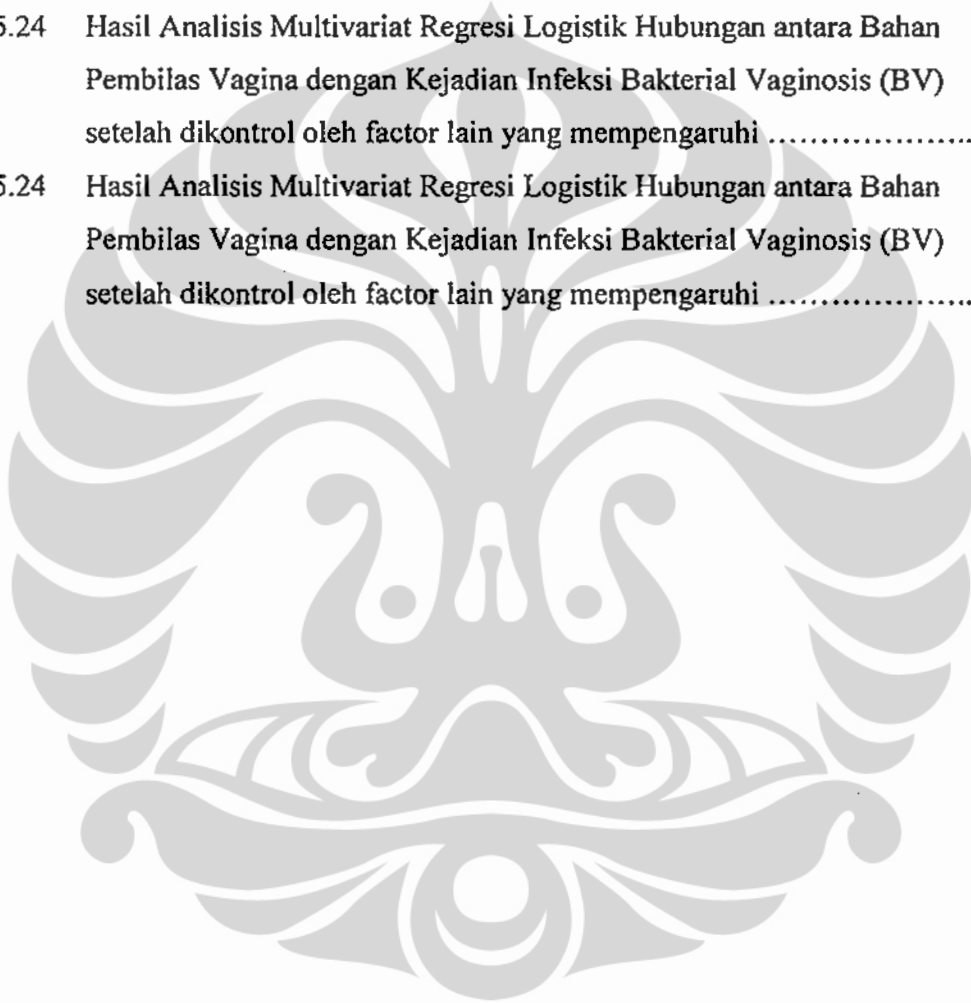 5.24 Hasil Analisis Multivariat Regresi Logistik Hubungan antara Bahan
Pembilas Vagina dengan Kejadian Infeksi Bakterial Vaginosis (BV)
setelah dikontrol oleh factor lain yang mempengaruhi ....................
5.24 Hasil Analisis Multivariat Regresi Logistik Hubungan antara Bahan
Pembilas Vagina dengan Kejadian Infeksi Bakterial Vaginosis (BV)
setelah dikontrol oleh factor lain yang mempengaruhi ....................